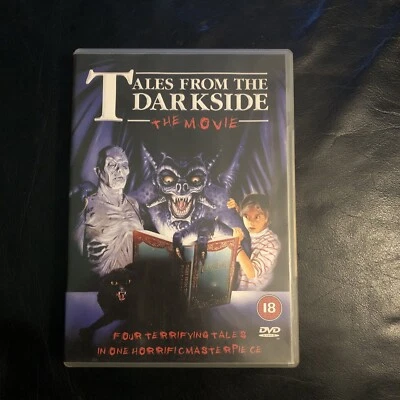 TALES FROM THE
DARKSIDE
THE MOVIE
18
FOUR TERRIFYING TALES
IN ONE HORRIFIC MASTERPIECE
DVD